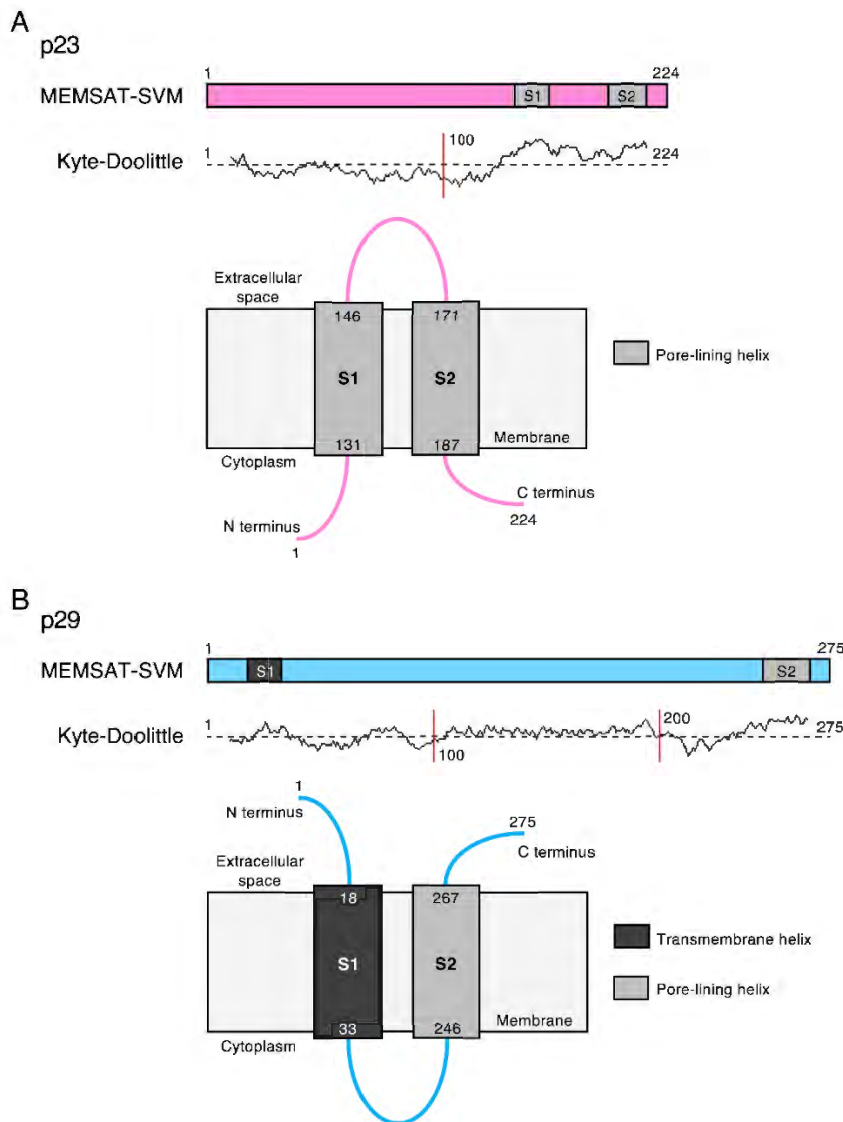 A
p23
1
224
MEMSAT-SVM
S1
S2
Kyte-Doolittle
1
100
224
Extracellular
space
146
171
S1
S2
Pore-lining helix
131
187
Membrane
Cytoplasm
N terminus
1
C terminus
224
B
p29
1
275
MEMSAT-SVM
S1
S2
Kyte-Doolittle
1
100
200
275
1
N terminus
275
C terminus
Extracellular
space
18
267
Transmembrane helix
S1
S2
Pore-lining helix
33
246
Membrane
Cytoplasm